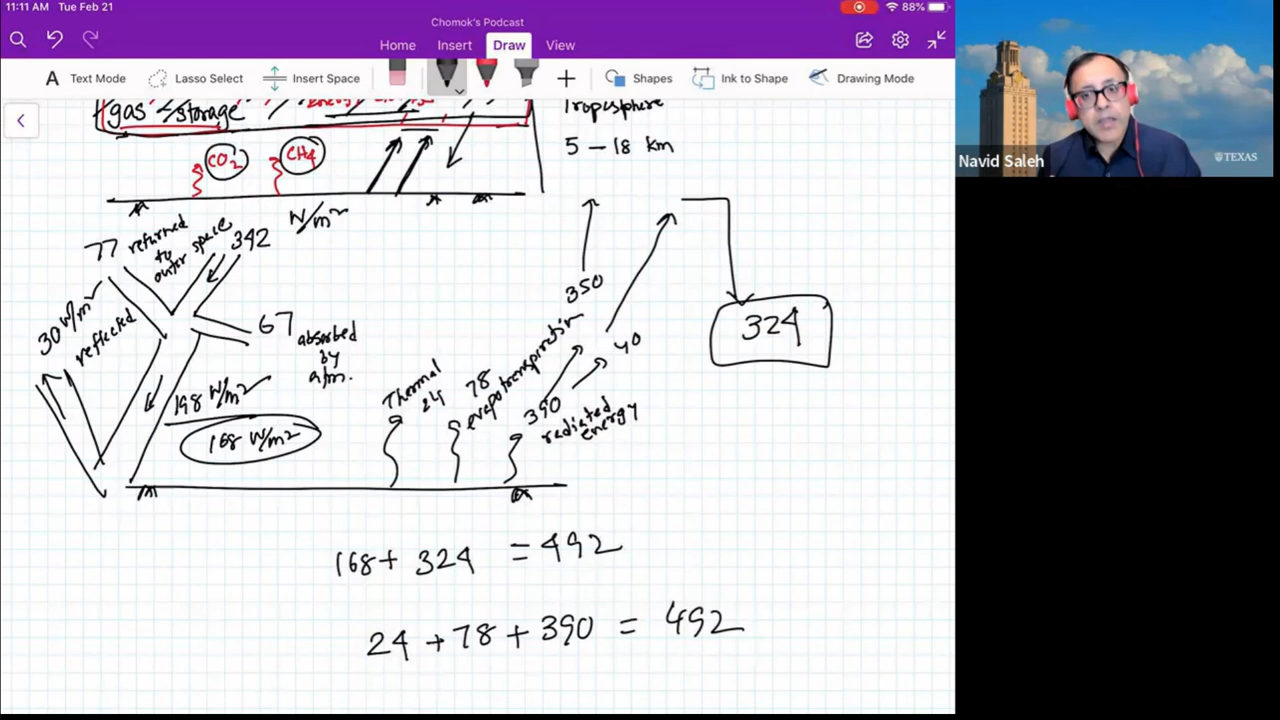 11:11 AM Tue Feb 21
88%
Chomok's Podcast
Home Insert Draw View
A Text Mode Lasso Select Insert Space + Shapes Ink to Shape Drawing Mode
gas storage
Troposphere
5 – 18 km
CO2
CH4
W/m2
77 returned to outer space
342
30 W/m2 reflected
67 absorbed by atm.
198 W/m2
168 W/m2
Thermal 24
78 evapotranspiration
350
390 radiated energy
40
324
168 + 324 = 492
24 + 78 + 390 = 492
Navid Saleh
TEXAS